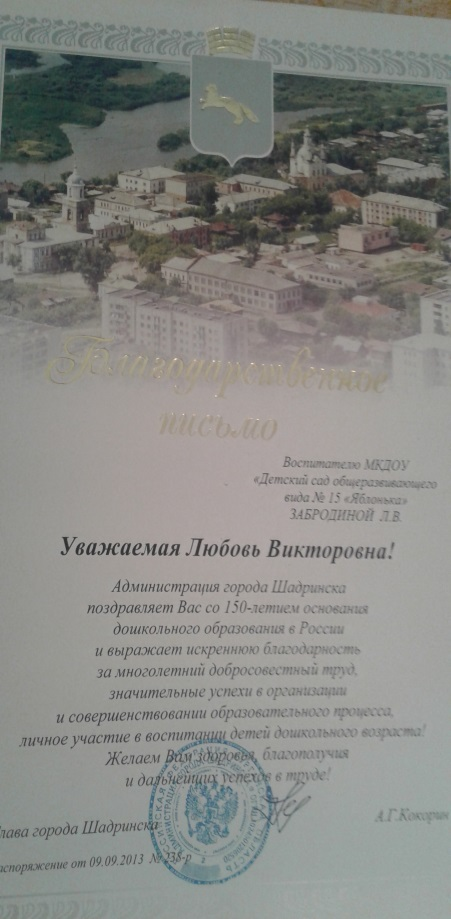 Благодарственное
письмо
Воспитателю МКДОУ
«Детский сад общеразвивающего
вида № 15 «Яблонька»
ЗАБРОДИНОЙ Л.В.
Уважаемая Любовь Викторовна!
Администрация города Шадринска
поздравляет Вас со 150-летием основания
дошкольного образования в России
и выражает искреннюю благодарность
за многолетний добросовестный труд,
значительные успехи в организации
и совершенствовании образовательного процесса,
личное участие в воспитании детей дошкольного возраста!
Желаем Вам здоровья, благополучия
и дальнейших успехов в труде!
лава города Шадринска
А.Г.Кокорин
аспоряжение от 09.09.2013 № 238-р